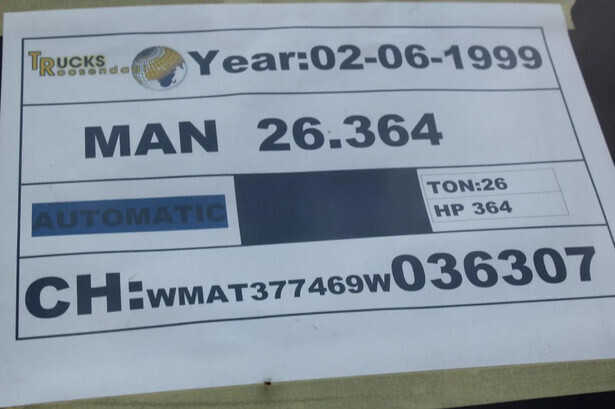 TRUCKS
Roosendaal
Year:02-06-1999
MAN 26.364
AUTOMATIC
TON:26
HP 364
CH:WMAT377469W036307